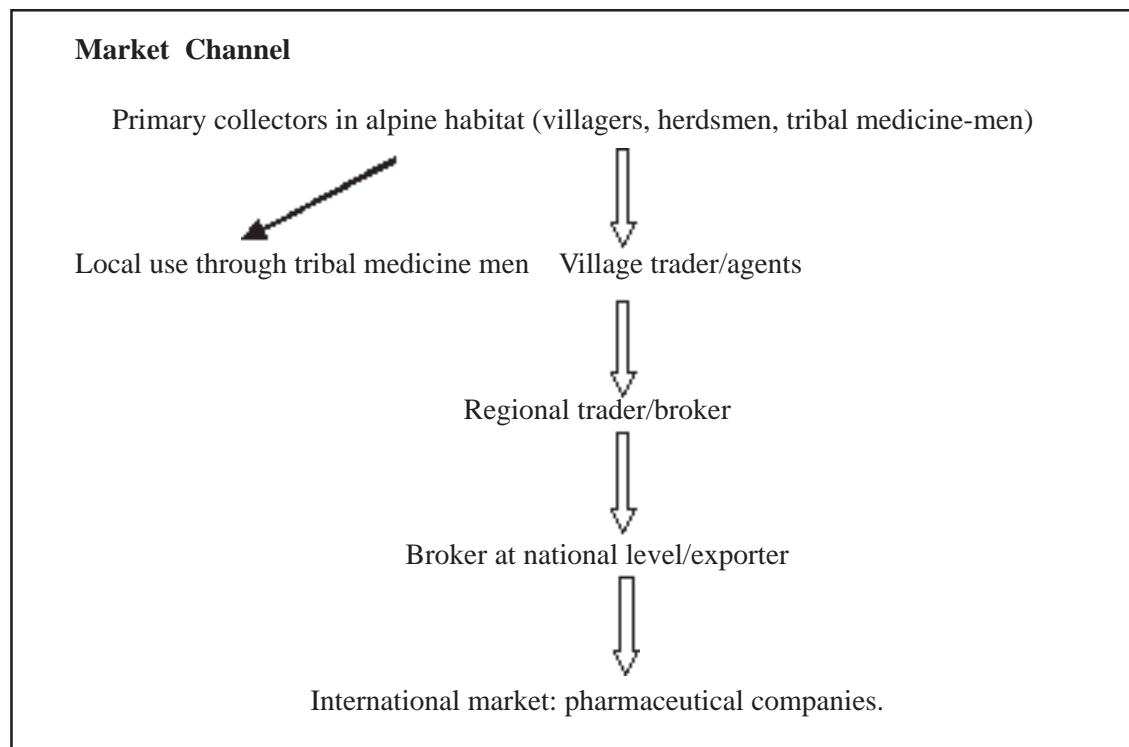 Market Channel
Primary collectors in alpine habitat (villagers, herdsmen, tribal medicine-men)
Local use through tribal medicine men Village trader/agents
Regional trader/broker
Broker at national level/exporter
International market: pharmaceutical companies.